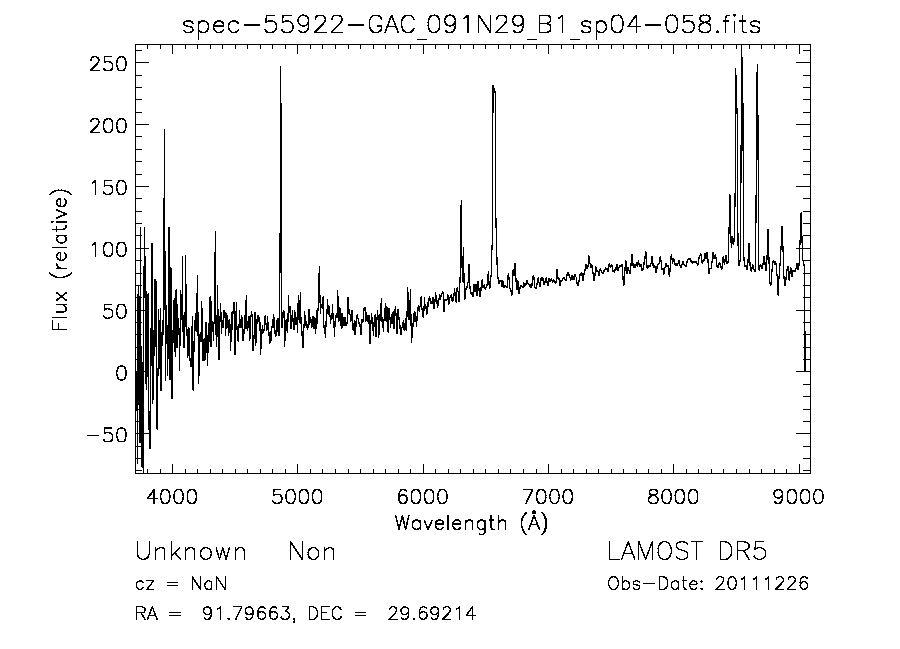 spec-55922-GAC_091N29_B1_sp04-058.fits
250
200
150
100
50
0
-50
Flux (relative)
4000 5000 6000 7000 8000 9000
Wavelength (Å)
Unknown Non LAMOST DR5
cz = NaN Obs-Date: 20111226
RA = 91.79663, DEC = 29.69214